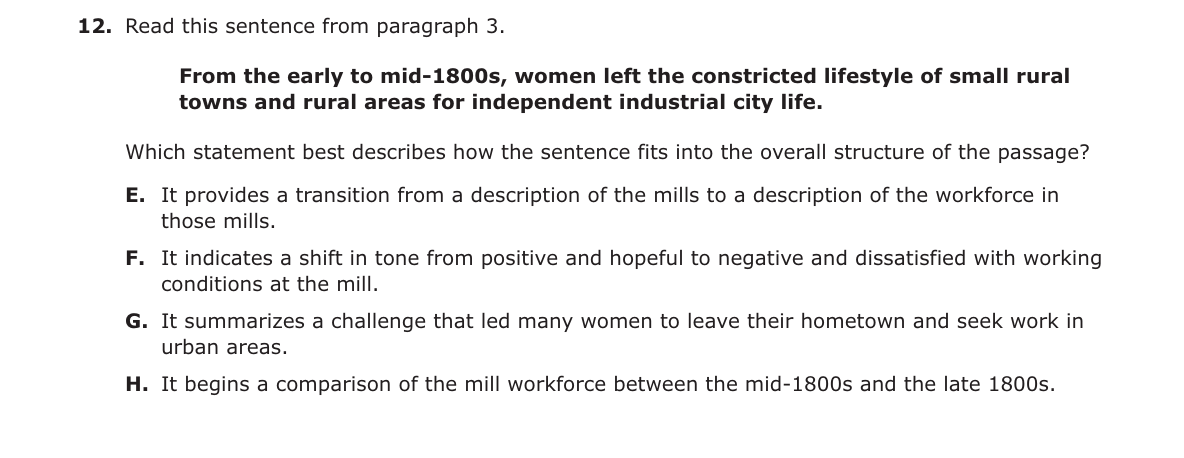 12. Read this sentence from paragraph 3.
From the early to mid-1800s, women left the constricted lifestyle of small rural
towns and rural areas for independent industrial city life.
Which statement best describes how the sentence fits into the overall structure of the passage?
E. It provides a transition from a description of the mills to a description of the workforce in
those mills.
F. It indicates a shift in tone from positive and hopeful to negative and dissatisfied with working
conditions at the mill.
G. It summarizes a challenge that led many women to leave their hometown and seek work in
urban areas.
H. It begins a comparison of the mill workforce between the mid-1800s and the late 1800s.